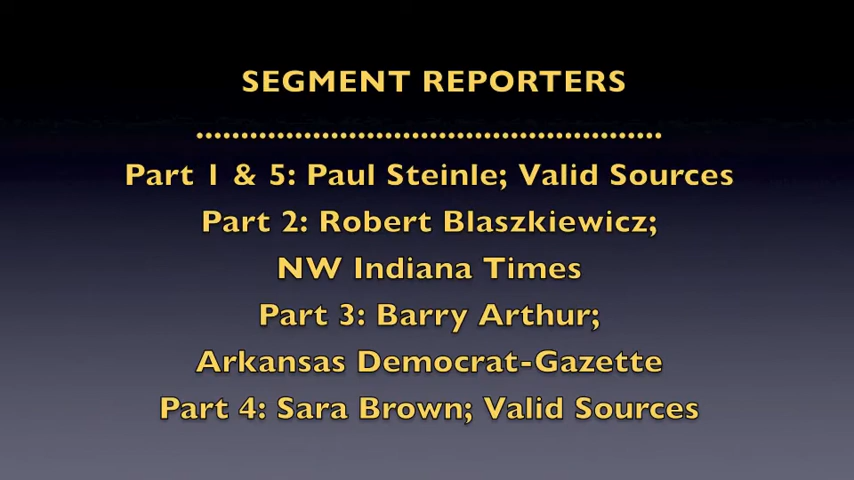 SEGMENT REPORTERS
Part 1 & 5: Paul Steinle; Valid Sources
Part 2: Robert Blaszkiewicz;
NW Indiana Times
Part 3: Barry Arthur;
Arkansas Democrat-Gazette
Part 4: Sara Brown; Valid Sources